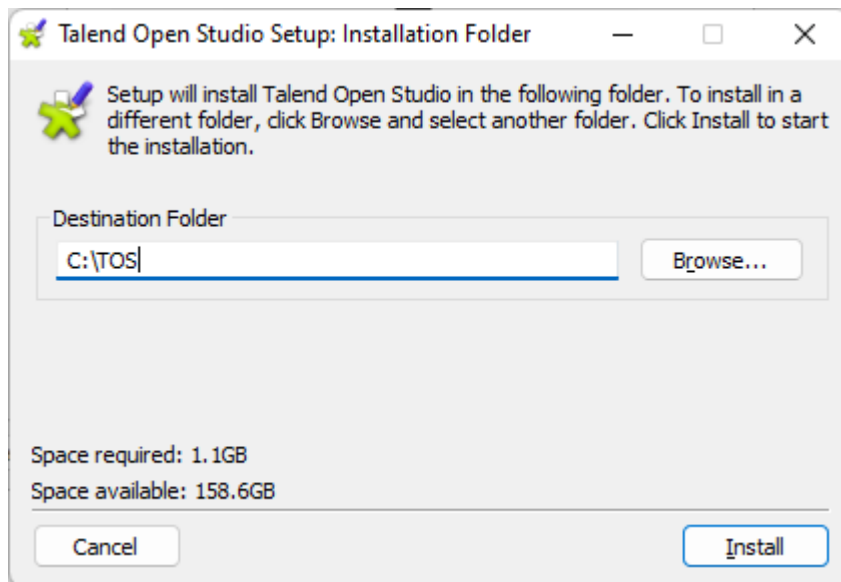 Talend Open Studio Setup: Installation Folder
Setup will install Talend Open Studio in the following folder. To install in a
different folder, click Browse and select another folder. Click Install to start
the installation.
Destination Folder
C:\TOS
Browse...
Space required: 1.1GB
Space available: 158.6GB
Cancel
Install